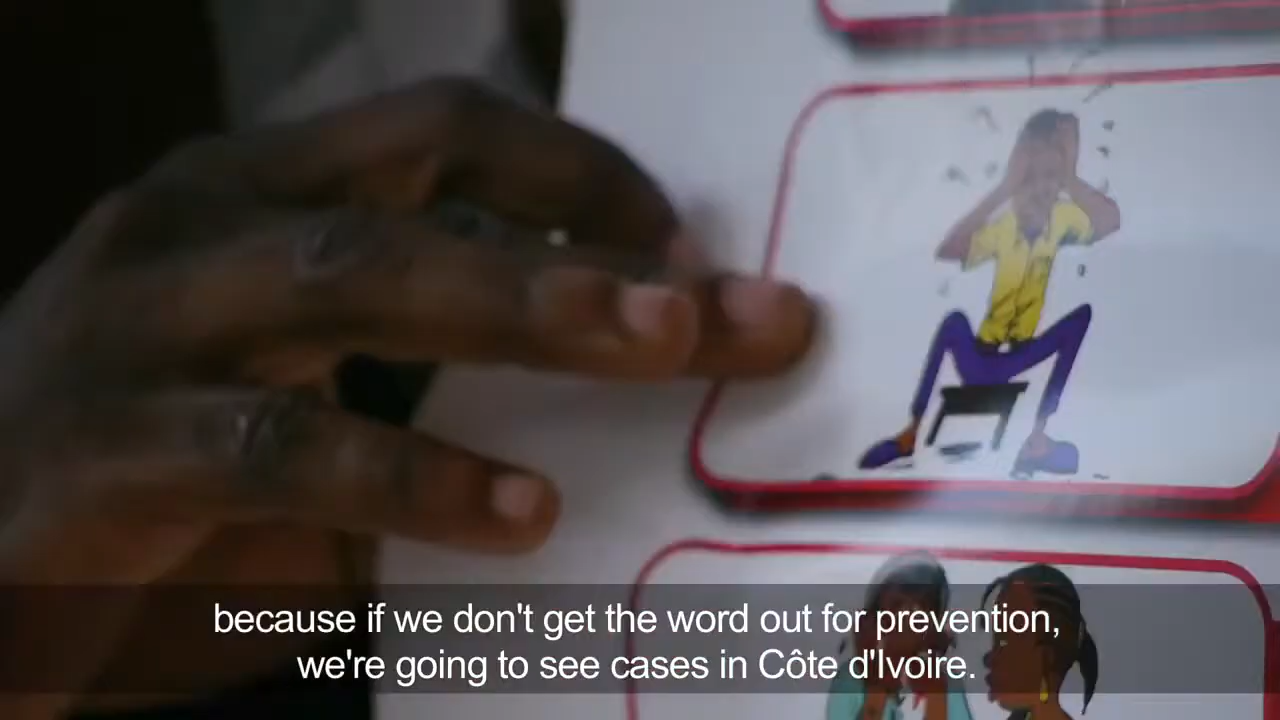 because if we don't get the word out for prevention,
we're going to see cases in Côte d'Ivoire.